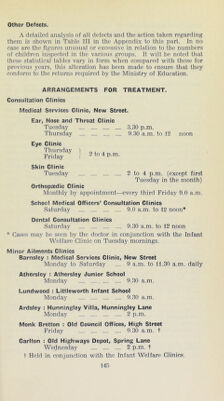 Other Defects.
A detailed analysis of all defects and the action taken regarding
them is shown in Table III in the Appendix to this part. In no
case are the figures unusual or excessive in relation to the numbers
of children inspected in the various groups. It will be noted that
these statistical tables vary in form when compared with those for
previous years, this alteration has been made to ensure that they
conform to the returns required by the Ministry of Education.
ARRANGEMENTS FOR TREATMENT.
Consultation Clinics
Medical Services Clinic, New Street.
Ear, Nose and Throat Clinic
Tuesday ... ... ... ... 3.30 p.m.
Thursday ... ... ... ... 9.30 a.m. to 12 noon
Eye Clinic
Thursday } 2 to 4 p.m.
Friday
Skin Clinic
Tuesday ... ... ... ... 2 to 4 p.m. (except first
Tuesday in the month)
Orthopædic Clinic
Monthly by appointment—every third Friday 9.0 a.m.
School Medical Officers' Consultation Clinics
Saturday ... ... ... ... 9.0 a.m. to 12 noon*
Dental Consultation Clinics
Saturday ... ... ... ... 9.30 a.m. to 12 noon
* Cases may be seen by the doctor in conjunction with the Infant
Welfare Clinic on Tuesday mornings.
Minor Ailments Clinics
Barnsley : Medical Services Clinic, New Street
Monday to Saturday ... 9 a.m. to 11.30 a.m. daily
Athersley : Athersley Junior School
Monday ... ... ... ... 9.30 a.m.
Lundwood : Littleworth Infant School
Monday ... ... ... ... 9.30 a.m.
Ardsley : Hunningley Villa, Hunningley Lane
Monday ... ... ... ... 2 p.m.
Monk Bretton : Old Council Offices, High Street
Friday ... ... ... ... 9.30 a.m. †
Carlton : Old Highways Depot, Spring Lane
Wednesday ... ... ... 2 p.m. †
† Held in conjunction with the Infant Welfare Clinics.
145